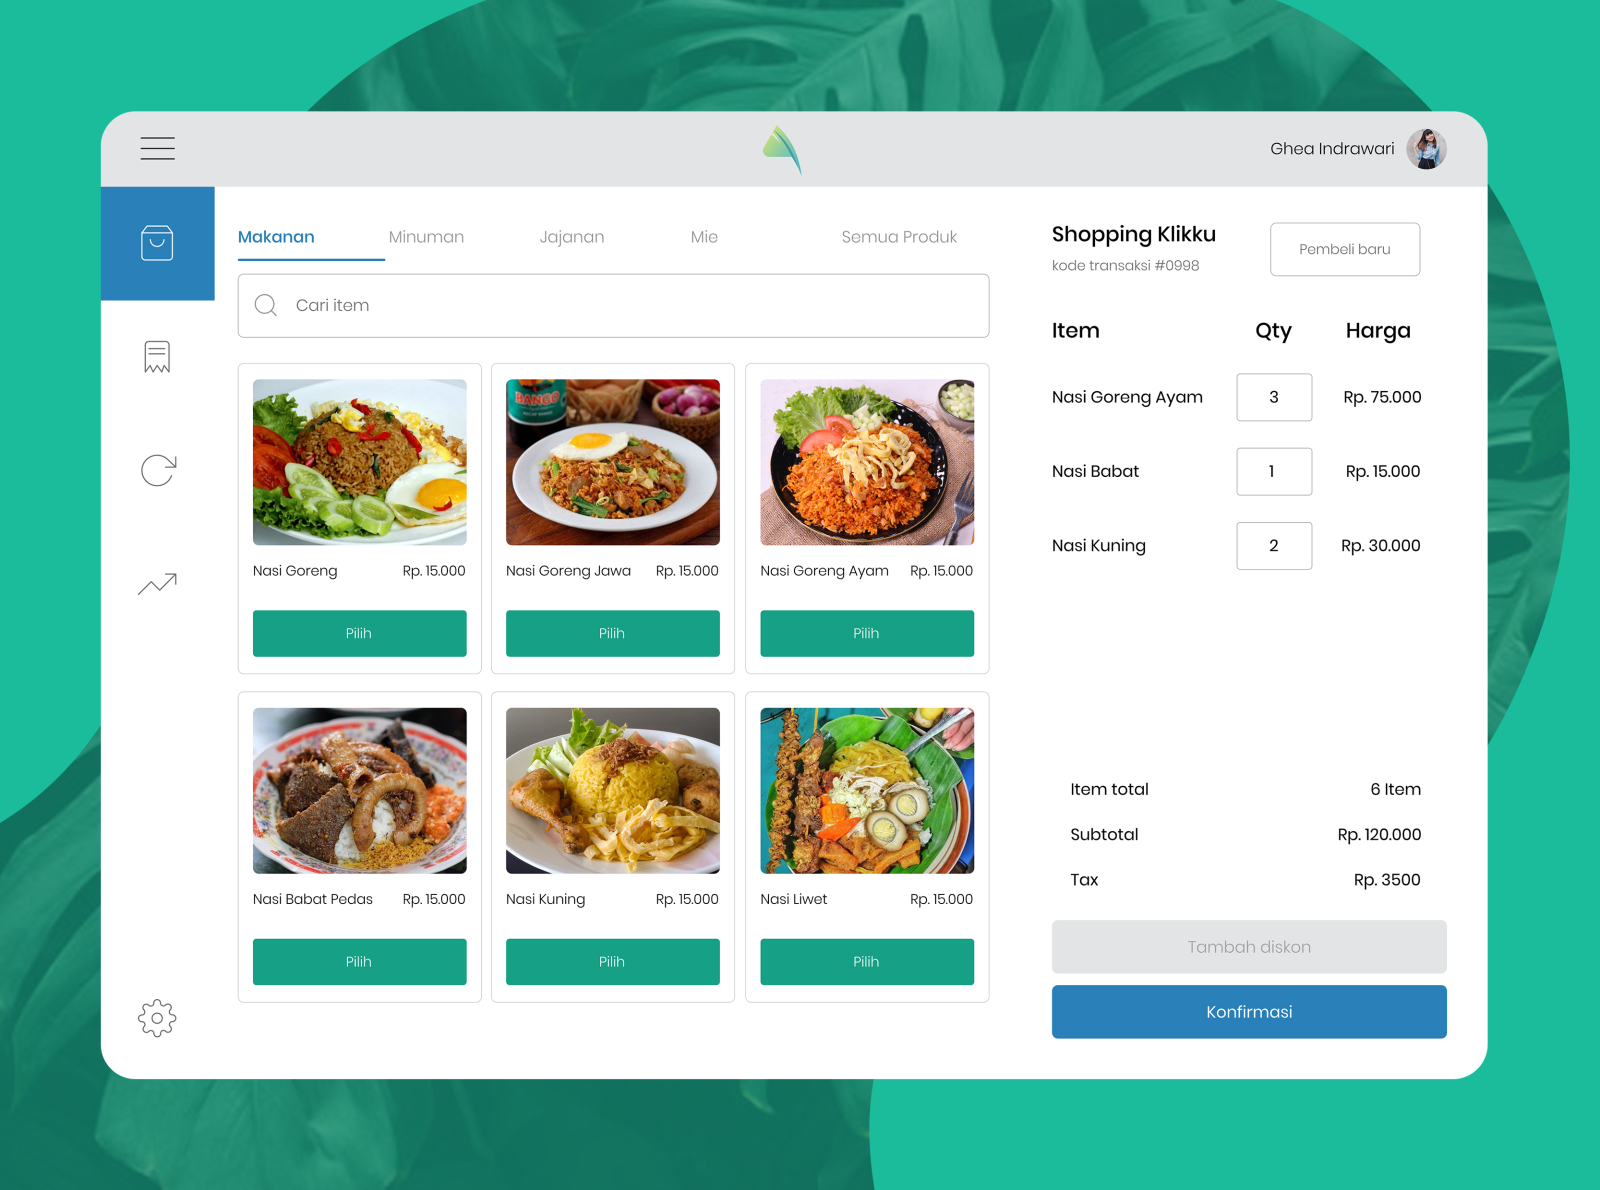 Ghea Indrawari
Makanan
Minuman
Jajanan
Mie
Semua Produk
Cari item
BANGO
Nasi Goreng Rp. 15.000
Pilih
Nasi Goreng Jawa Rp. 15.000
Pilih
Nasi Goreng Ayam Rp. 15.000
Pilih
Nasi Babat Pedas Rp. 15.000
Pilih
Nasi Kuning Rp. 15.000
Pilih
Nasi Liwet Rp. 15.000
Pilih
Shopping Klikku
kode transaksi #0998
Pembeli baru
Item Qty Harga
Nasi Goreng Ayam 3 Rp. 75.000
Nasi Babat 1 Rp. 15.000
Nasi Kuning 2 Rp. 30.000
Item total 6 Item
Subtotal Rp. 120.000
Tax Rp. 3500
Tambah diskon
Konfirmasi